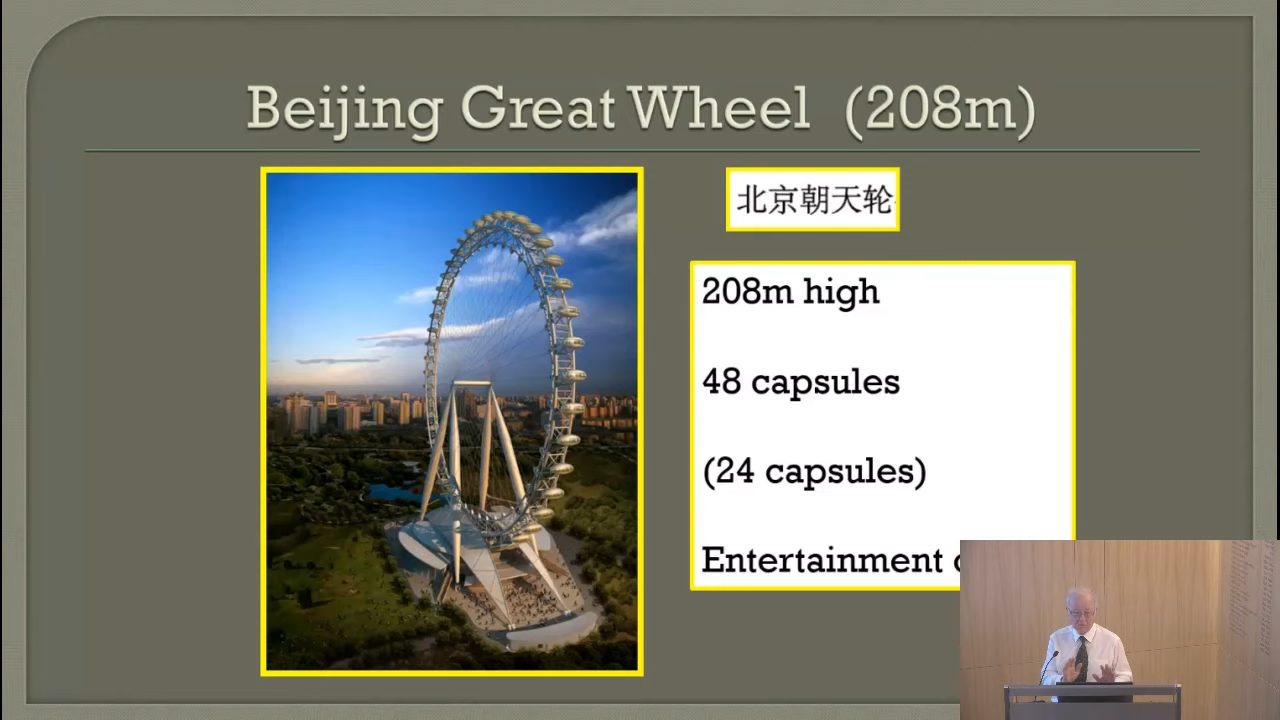 Beijing Great Wheel (208m)
北京朝天轮
208m high
48 capsules
(24 capsules)
Entertainment